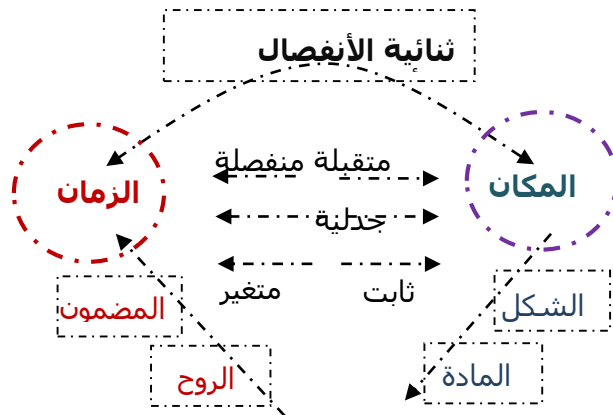 ثنائية الأنفصال
متقبلة منفصلة
المكان
الزمان
جدلية
ثابت
متغير
الشكل
المضمون
المادة
الروح